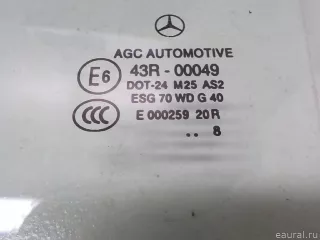 AGC AUTOMOTIVE
E6 43R - 00049
DOT-24 M25 AS2
ESG 70 WD G 40
CCC E 000259 20R
.. 8
© eaural.ru